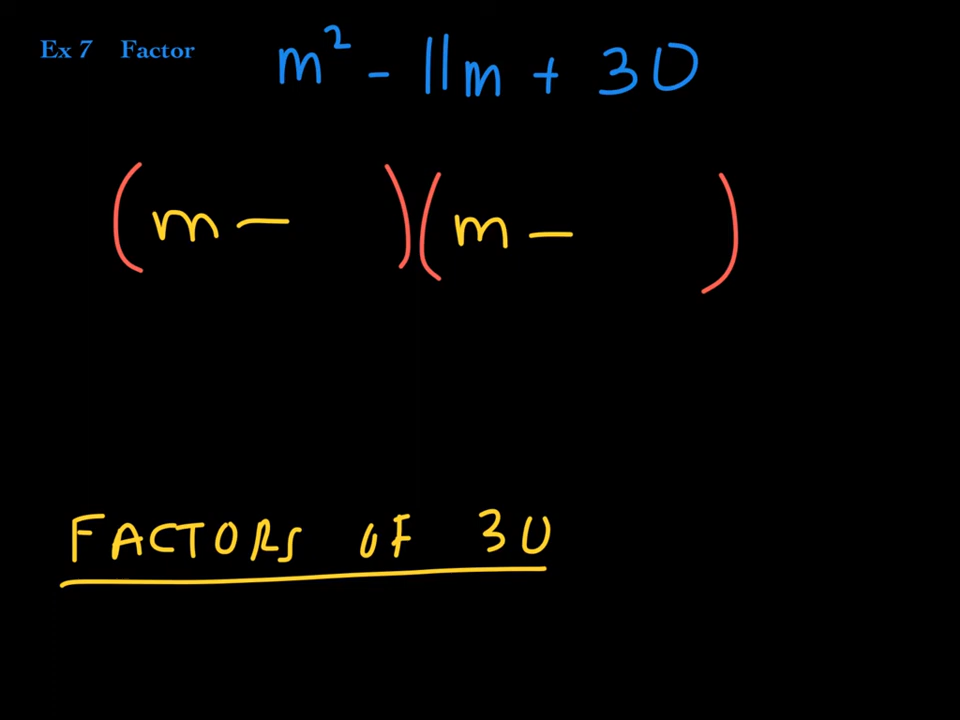 Ex 7 Factor m² - 11m + 30
(m - )(m - )
FACTORS OF 30